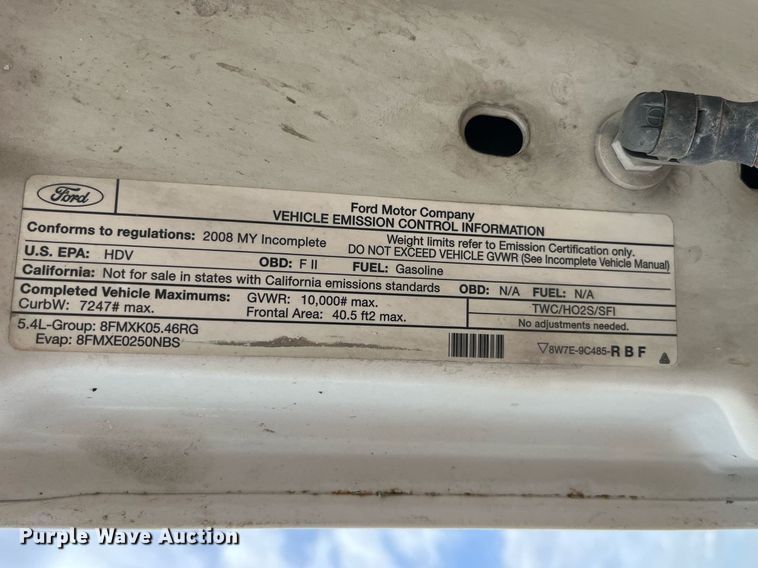 Ford
Ford Motor Company
VEHICLE EMISSION CONTROL INFORMATION
Conforms to regulations: 2008 MY Incomplete
Weight limits refer to Emission Certification only.
DO NOT EXCEED VEHICLE GVWR (See Incomplete Vehicle Manual)
U.S. EPA: HDV OBD: F II FUEL: Gasoline
California: Not for sale in states with California emissions standards OBD: N/A FUEL: N/A
Completed Vehicle Maximums: GVWR: 10,000# max.
CurbW: 7247# max. Frontal Area: 40.5 ft2 max.
TWC/HO2S/SFI
No adjustments needed.
5.4L-Group: 8FMXK05.46RG
Evap: 8FMXE0250NBS
▽8W7E-9C485-RBF
Purple Wave Auction